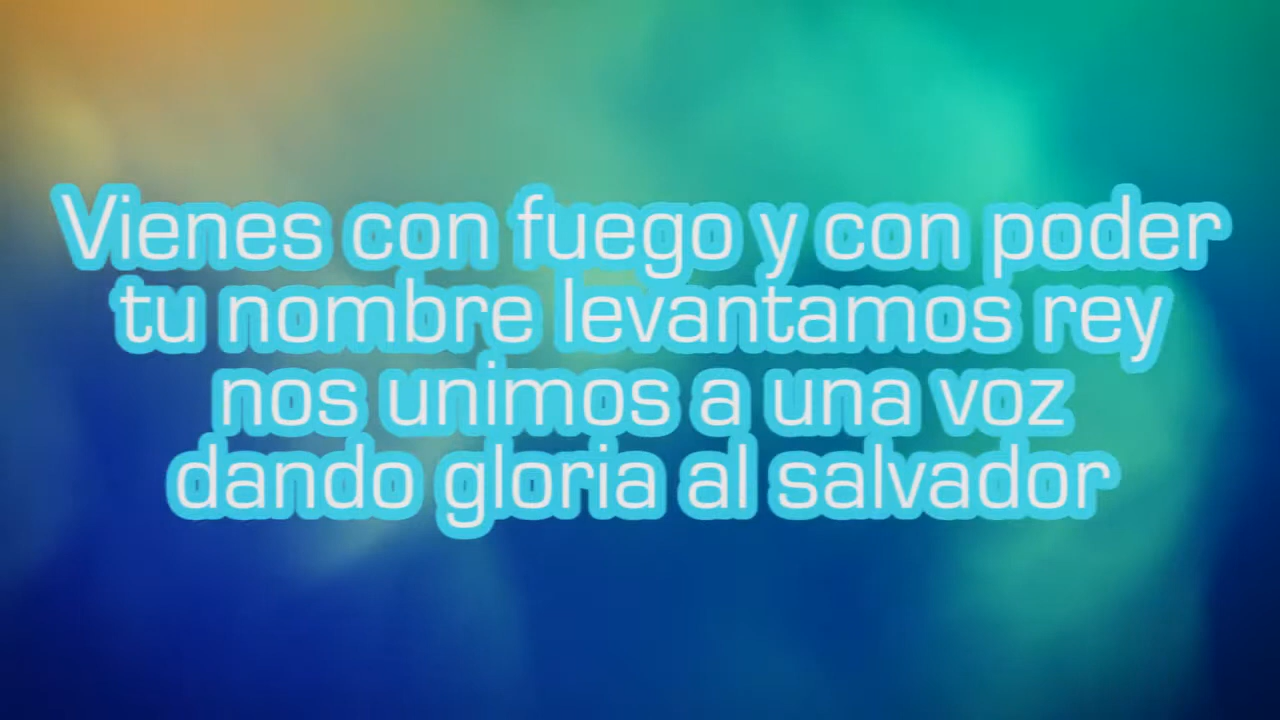 Vienes con fuego y con poder
tu nombre levantamos rey
nos unimos a una voz
dando gloria al salvador